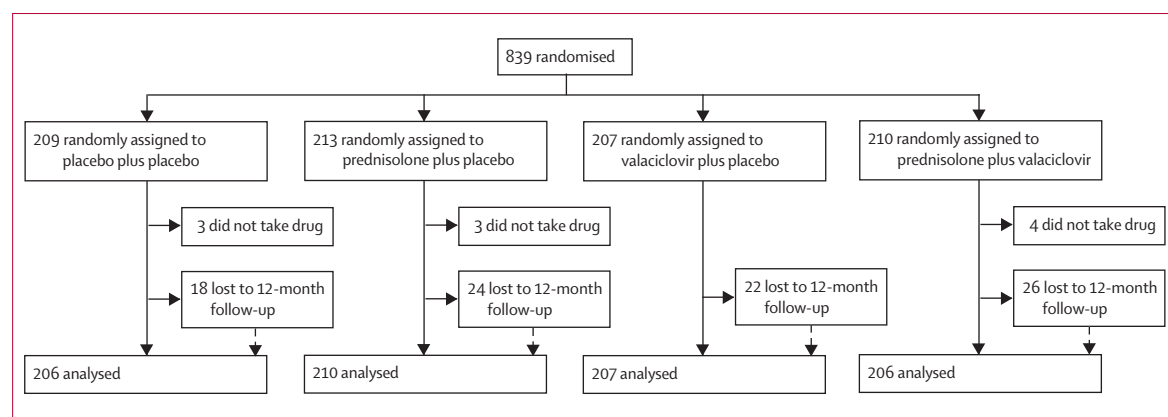 839 randomised
209 randomly assigned to
placebo plus placebo
213 randomly assigned to
prednisolone plus placebo
207 randomly assigned to
valaciclovir plus placebo
210 randomly assigned to
prednisolone plus valaciclovir
3 did not take drug
3 did not take drug
4 did not take drug
18 lost to 12-month
follow-up
24 lost to 12-month
follow-up
22 lost to 12-month
follow-up
26 lost to 12-month
follow-up
206 analysed
210 analysed
207 analysed
206 analysed